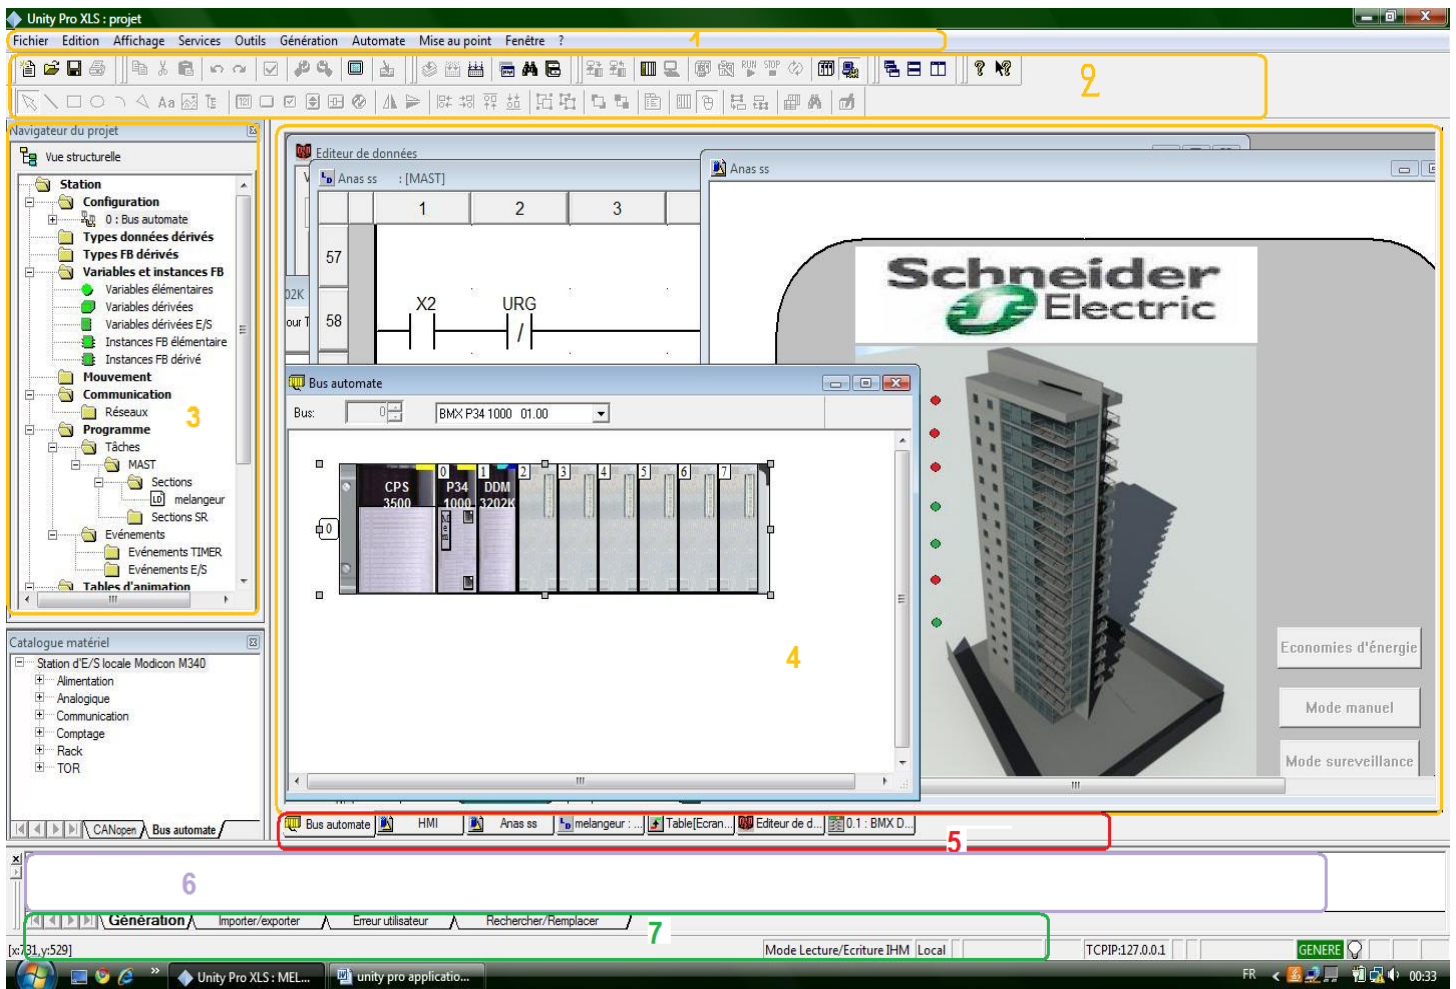 Unity Pro XLS : projet
Fichier Edition Affichage Services Outils Génération Automate Mise au point Fenêtre ?
1
RUN STOP
2
Aa
Navigateur du projet
Vue structurelle
Station
Configuration
0 : Bus automate
Types données dérivés
Types FB dérivés
Variables et instances FB
Variables élémentaires
Variables dérivées
Variables dérivées E/S
Instances FB élémentaire
Instances FB dérivé
Mouvement
Communication
Réseaux
3
Programme
Tâches
MAST
Sections
LD melangeur
Sections SR
Evénements
Evénements TIMER
Evénements E/S
Tables d'animation
Catalogue matériel
Station d'E/S locale Modicon M340
Alimentation
Analogique
Communication
Comptage
Rack
TOR
CANopen Bus automate
Editeur de données
V
Anas ss : [MAST]
1 2 3
57
02K
our T
58
X2 URG
Anas ss
Schneider
Electric
Economies d'énergie
Mode manuel
Mode sureveillance
Bus automate
Bus: 0 BMX P34 1000 01.00
0 1 2 3 4 5 6 7
CPS P34 DDM
3500 1000 3202K
Mem
0
4
Bus automate HMI Anas ss melangeur : ... Table[Ecran... Editeur de d... 0.1 : BMX D...
5
6
Génération Importer/exporter Erreur utilisateur Rechercher/Remplacer
7
[x:731,y:529] Mode Lecture/Ecriture IHM Local TCPIP:127.0.0.1 GENERE
» Unity Pro XLS : MEL... unity pro applicatio... FR 00:33